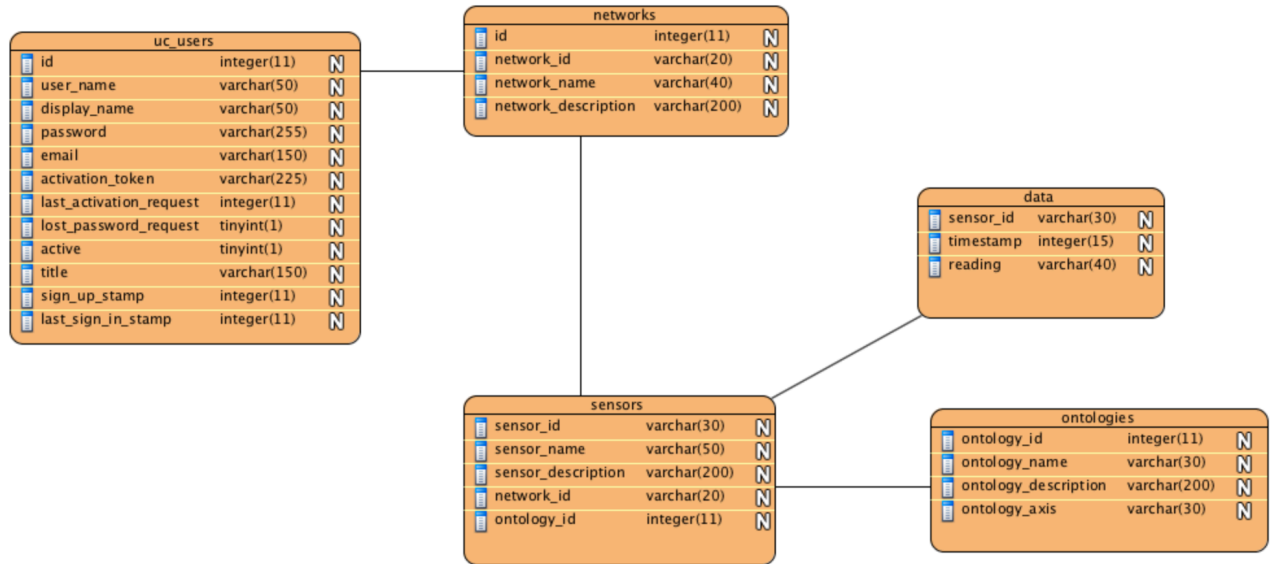 uc_users
id integer(11) N
user_name varchar(50) N
display_name varchar(50) N
password varchar(255) N
email varchar(150) N
activation_token varchar(225) N
last_activation_request integer(11) N
lost_password_request tinyint(1) N
active tinyint(1) N
title varchar(150) N
sign_up_stamp integer(11) N
last_sign_in_stamp integer(11) N
networks
id integer(11) N
network_id varchar(20) N
network_name varchar(40) N
network_description varchar(200) N
data
sensor_id varchar(30) N
timestamp integer(15) N
reading varchar(40) N
sensors
sensor_id varchar(30) N
sensor_name varchar(50) N
sensor_description varchar(200) N
network_id varchar(20) N
ontology_id integer(11) N
ontologies
ontology_id integer(11) N
ontology_name varchar(30) N
ontology_description varchar(200) N
ontology_axis varchar(30) N